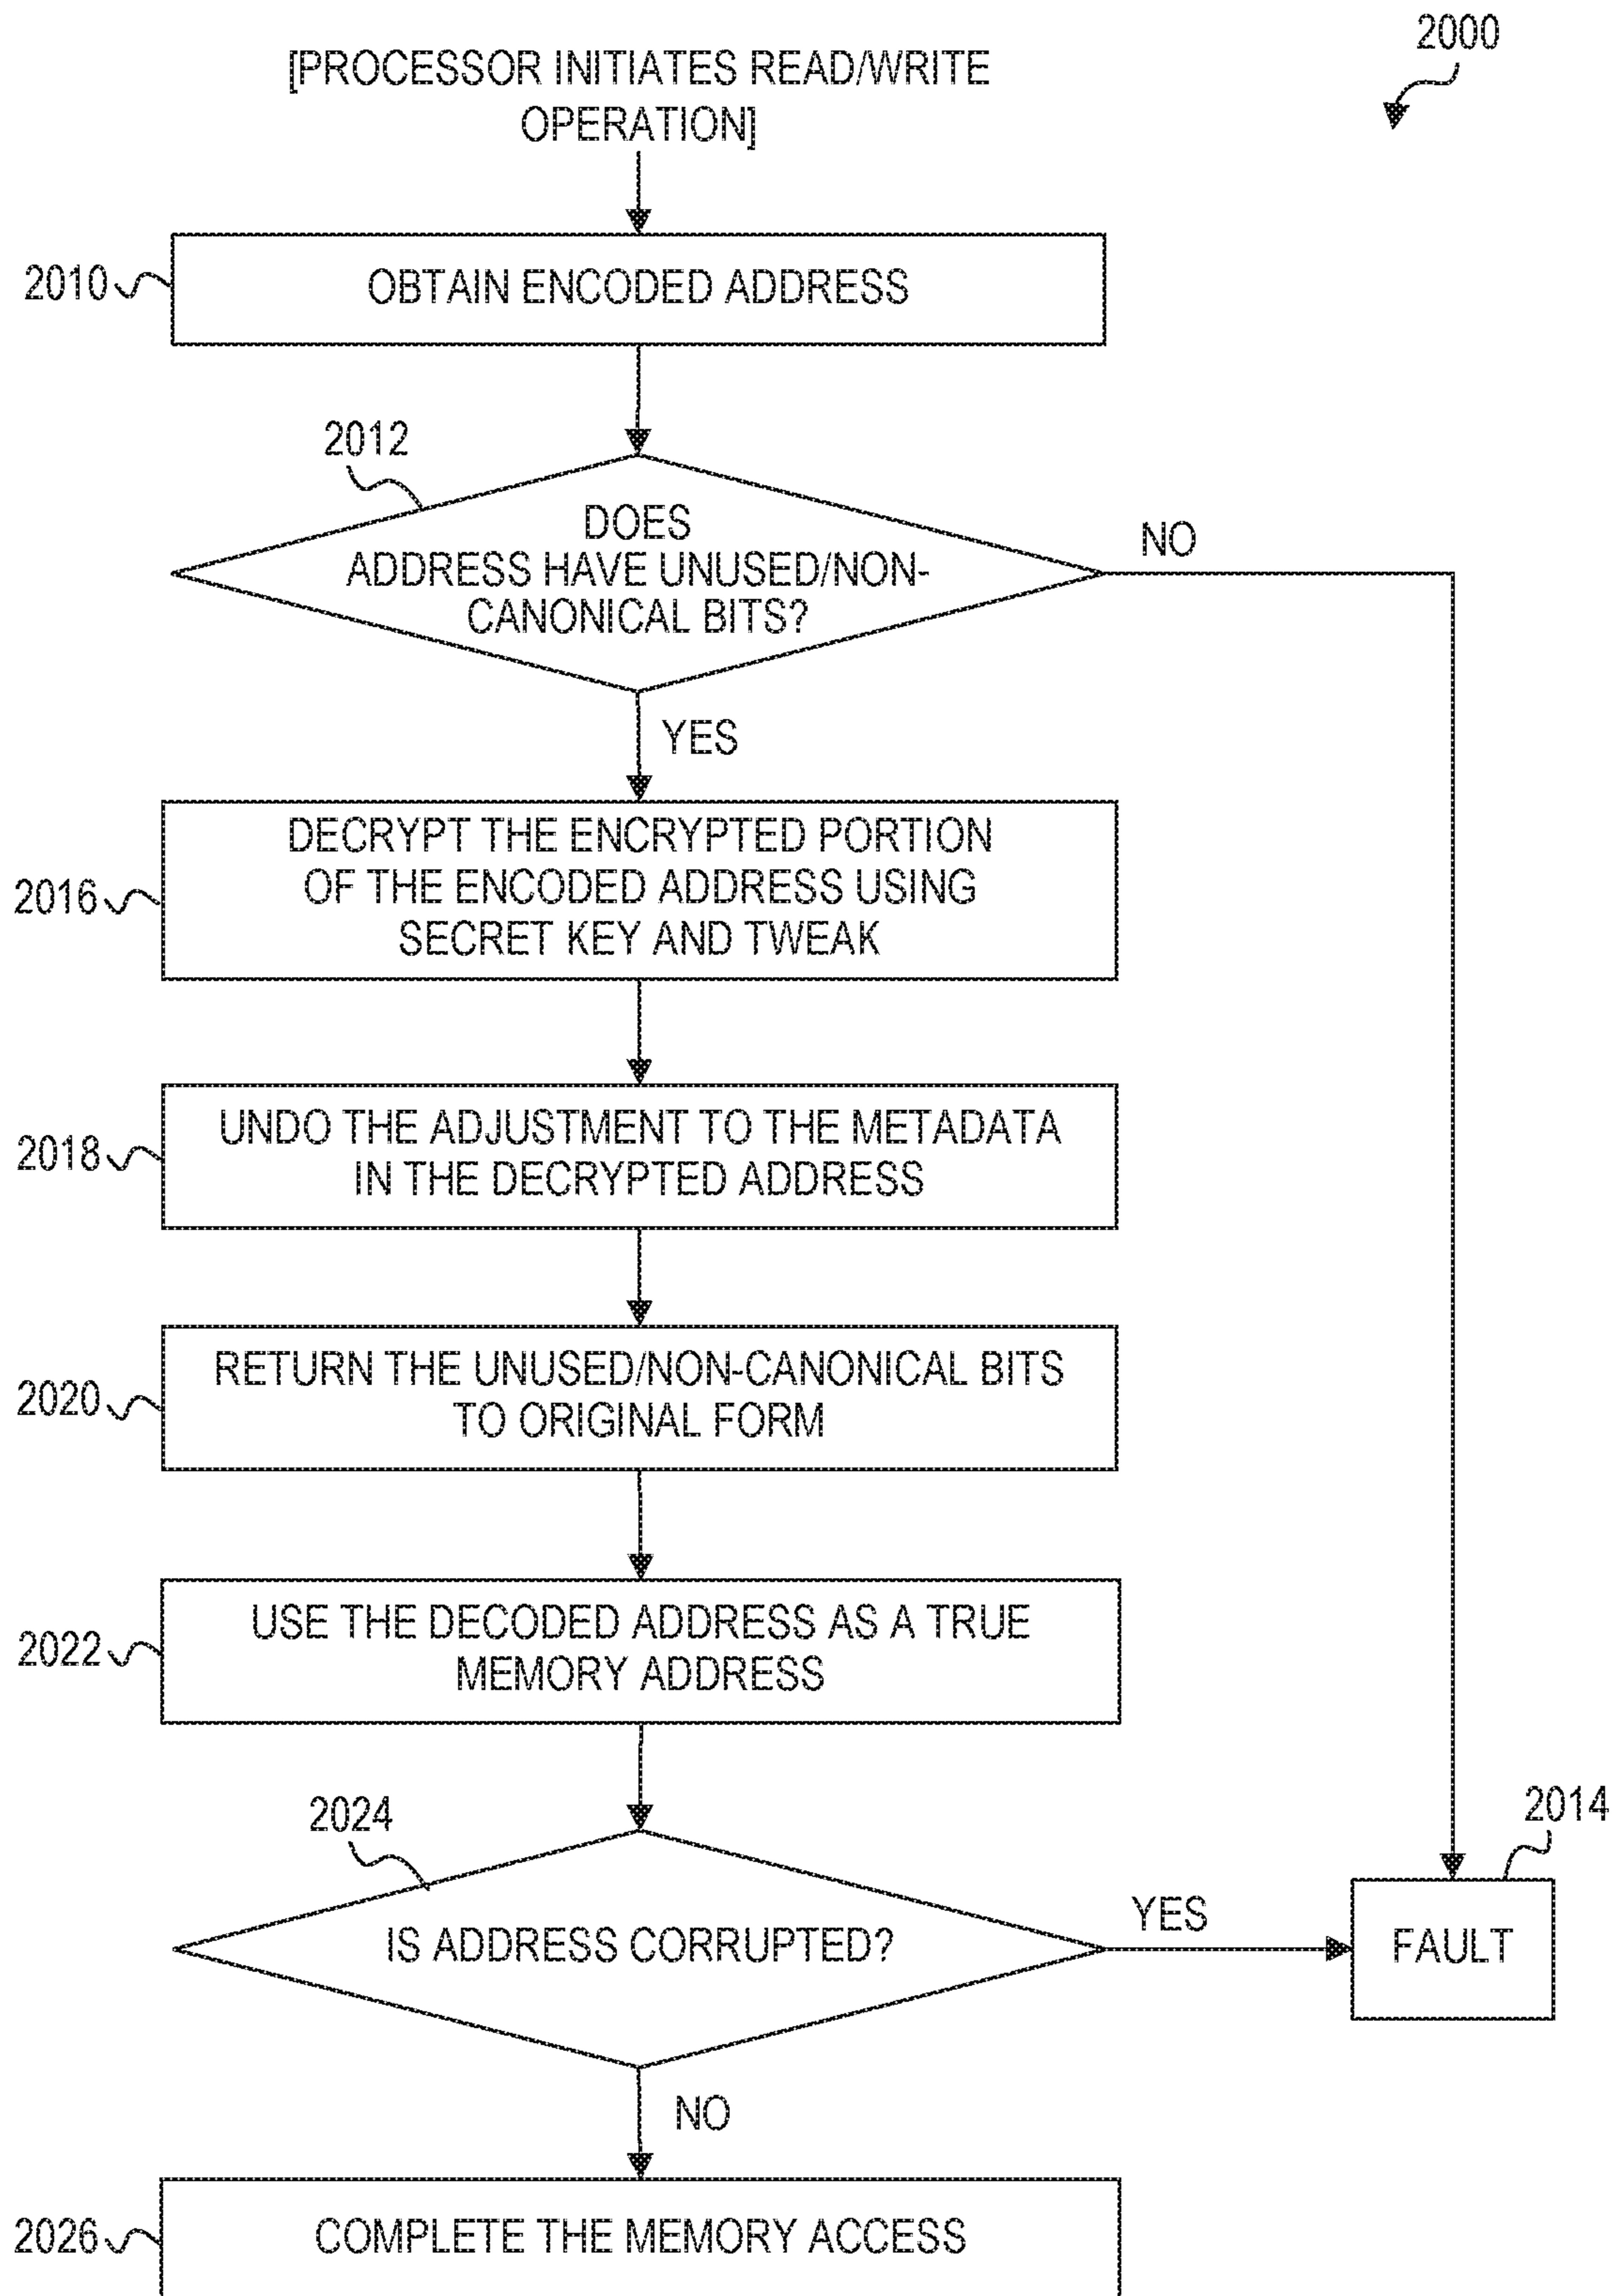 2000
[PROCESSOR INITIATES READ/WRITE
OPERATION]
2010
OBTAIN ENCODED ADDRESS
2012
DOES
ADDRESS HAVE UNUSED/NON-
CANONICAL BITS?
NO
YES
2016
DECRYPT THE ENCRYPTED PORTION
OF THE ENCODED ADDRESS USING
SECRET KEY AND TWEAK
2018
UNDO THE ADJUSTMENT TO THE METADATA
IN THE DECRYPTED ADDRESS
2020
RETURN THE UNUSED/NON-CANONICAL BITS
TO ORIGINAL FORM
2022
USE THE DECODED ADDRESS AS A TRUE
MEMORY ADDRESS
2024
IS ADDRESS CORRUPTED?
YES
2014
FAULT
NO
2026
COMPLETE THE MEMORY ACCESS